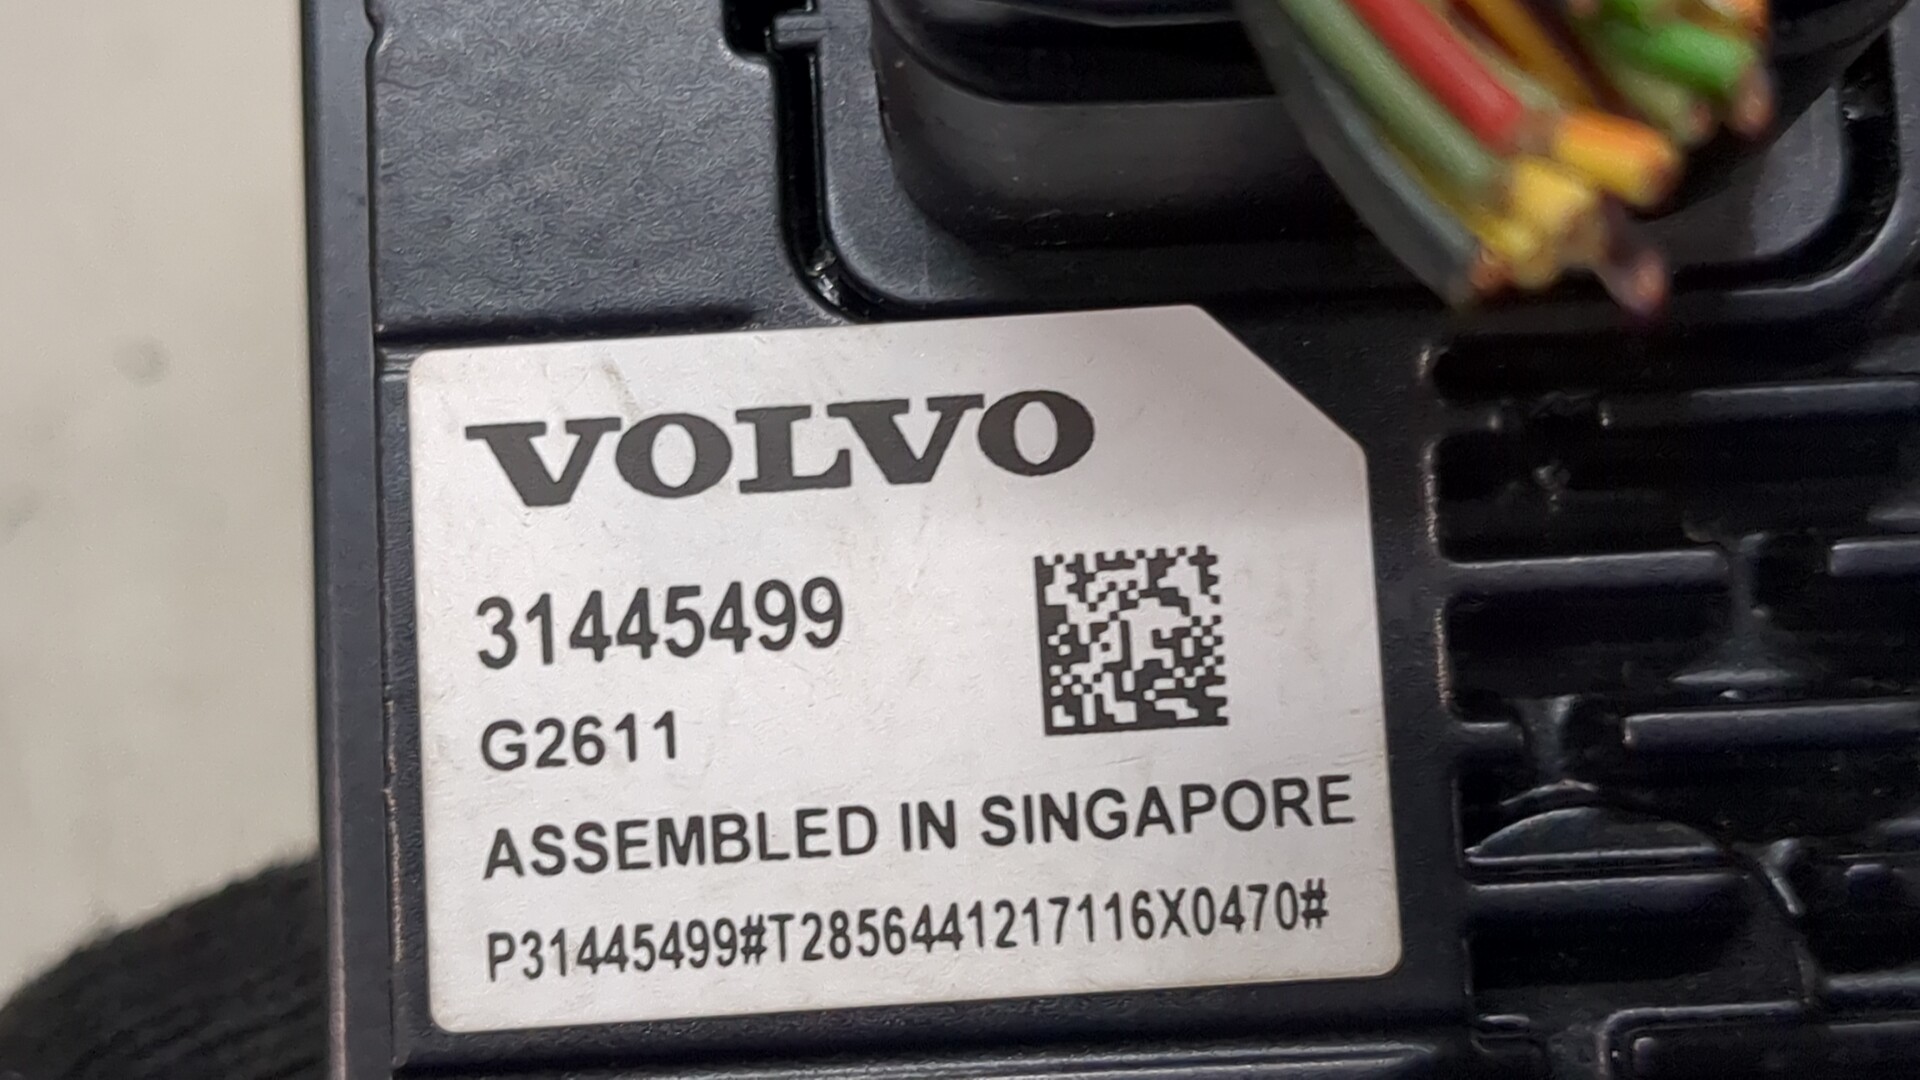 VOLVO
31445499
G2611
ASSEMBLED IN SINGAPORE
P31445499#T2856441217116X0470#